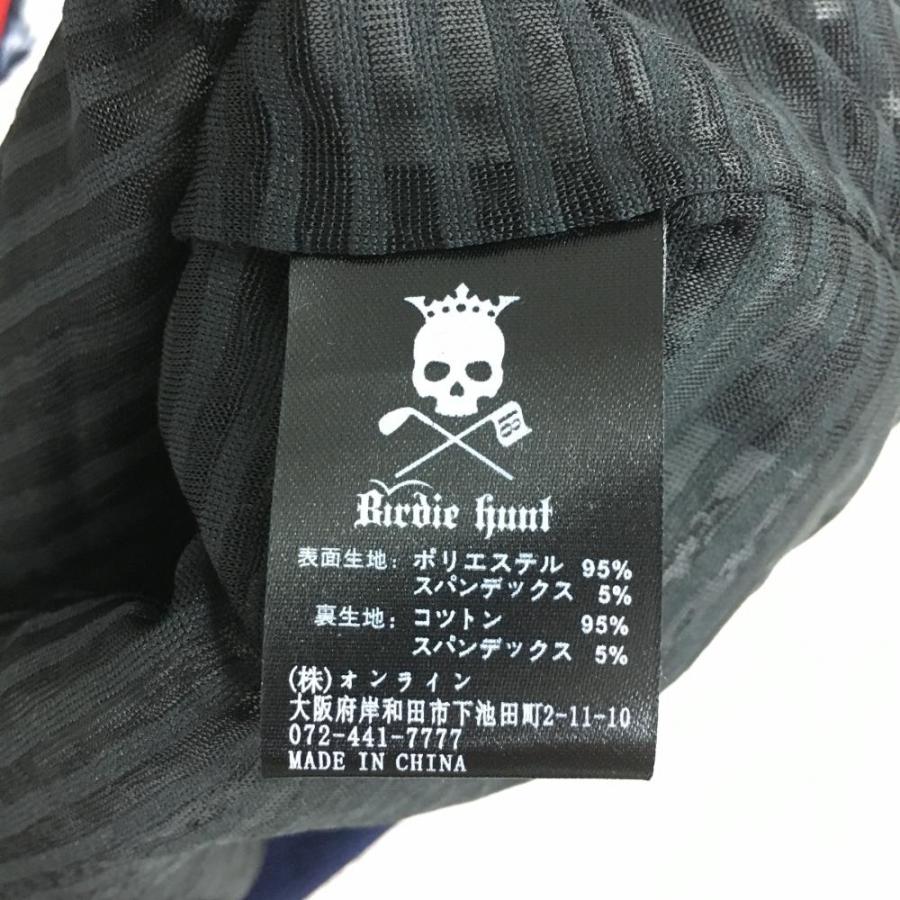 18
Birdie hunt
表面生地: ポリエステル 95%
スパンデックス 5%
裏生地: コツトン 95%
スパンデックス 5%
(株)オンライン
大阪府岸和田市下池田町2-11-10
072-441-7777
MADE IN CHINA